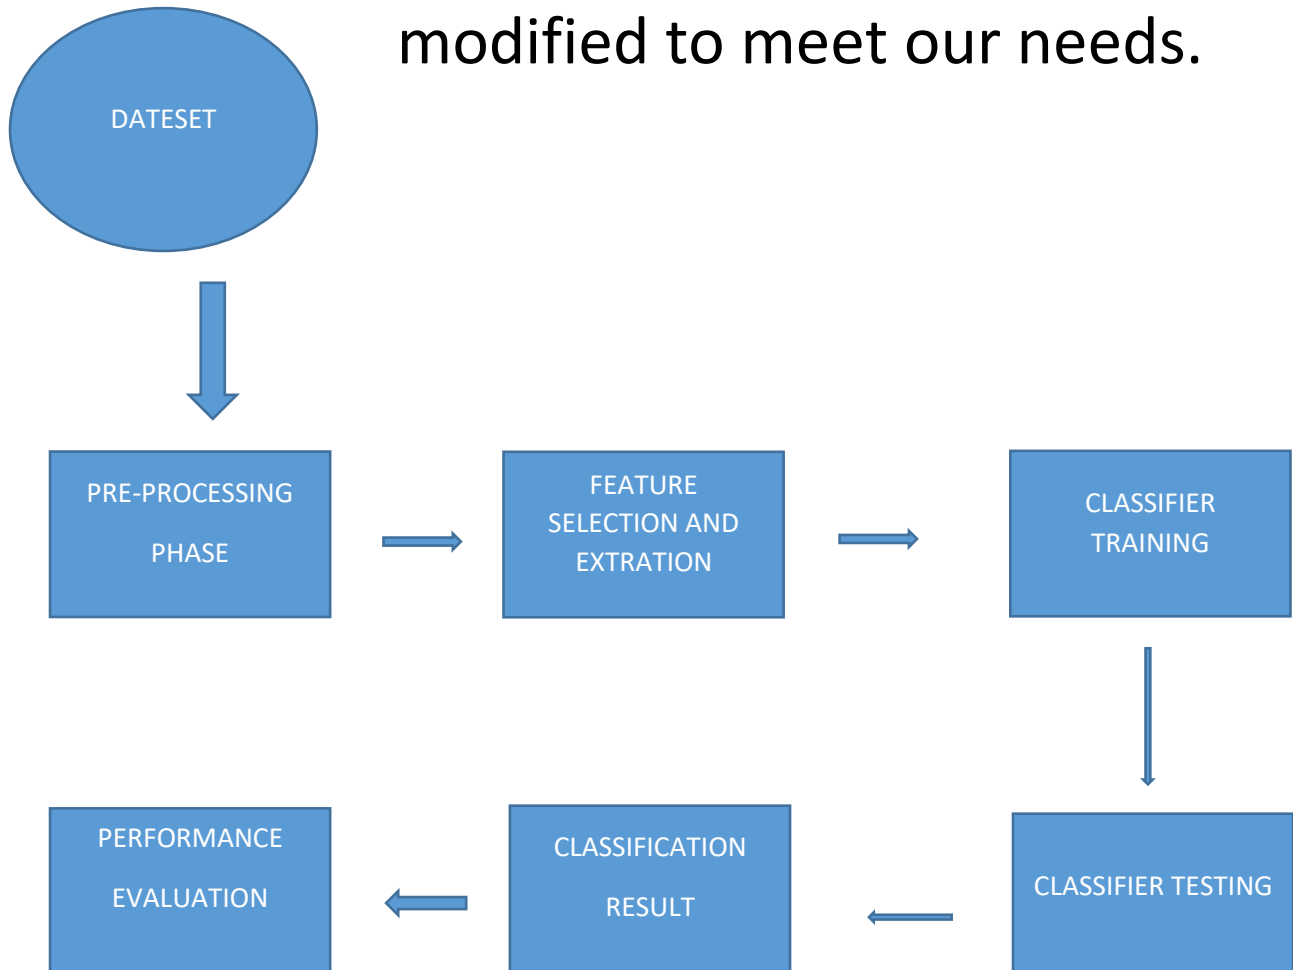 modified to meet our needs.
DATESET
PRE-PROCESSING
PHASE
FEATURE
SELECTION AND
EXTRATION
CLASSIFIER
TRAINING
PERFORMANCE
EVALUATION
CLASSIFICATION
RESULT
CLASSIFIER TESTING